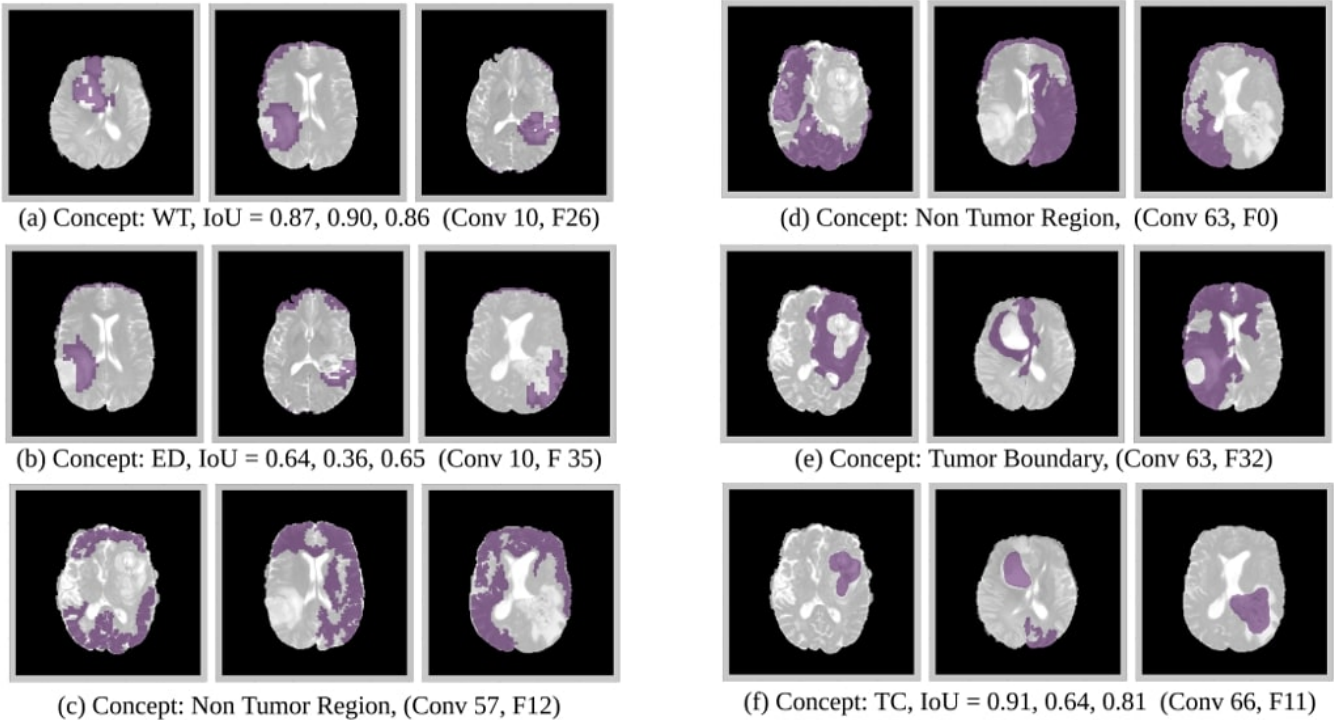 (a) Concept: WT, IoU = 0.87, 0.90, 0.86 (Conv 10, F26)
(b) Concept: ED, IoU = 0.64, 0.36, 0.65 (Conv 10, F 35)
(c) Concept: Non Tumor Region, (Conv 57, F12)
(d) Concept: Non Tumor Region, (Conv 63, F0)
(e) Concept: Tumor Boundary, (Conv 63, F32)
(f) Concept: TC, IoU = 0.91, 0.64, 0.81 (Conv 66, F11)